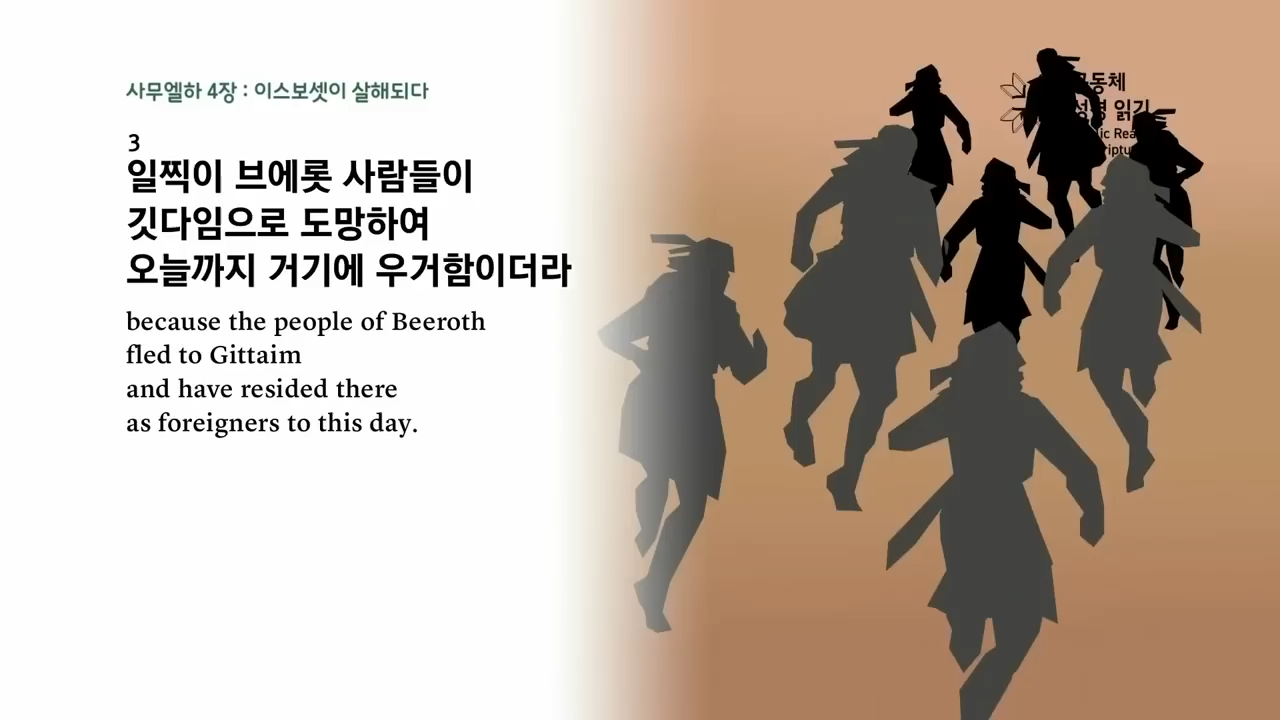 사무엘하 4장 : 이스보셋이 살해되다
3
일찍이 브에롯 사람들이
깃다임으로 도망하여
오늘까지 거기에 우거함이더라
because the people of Beeroth
fled to Gittaim
and have resided there
as foreigners to this day.
읽기